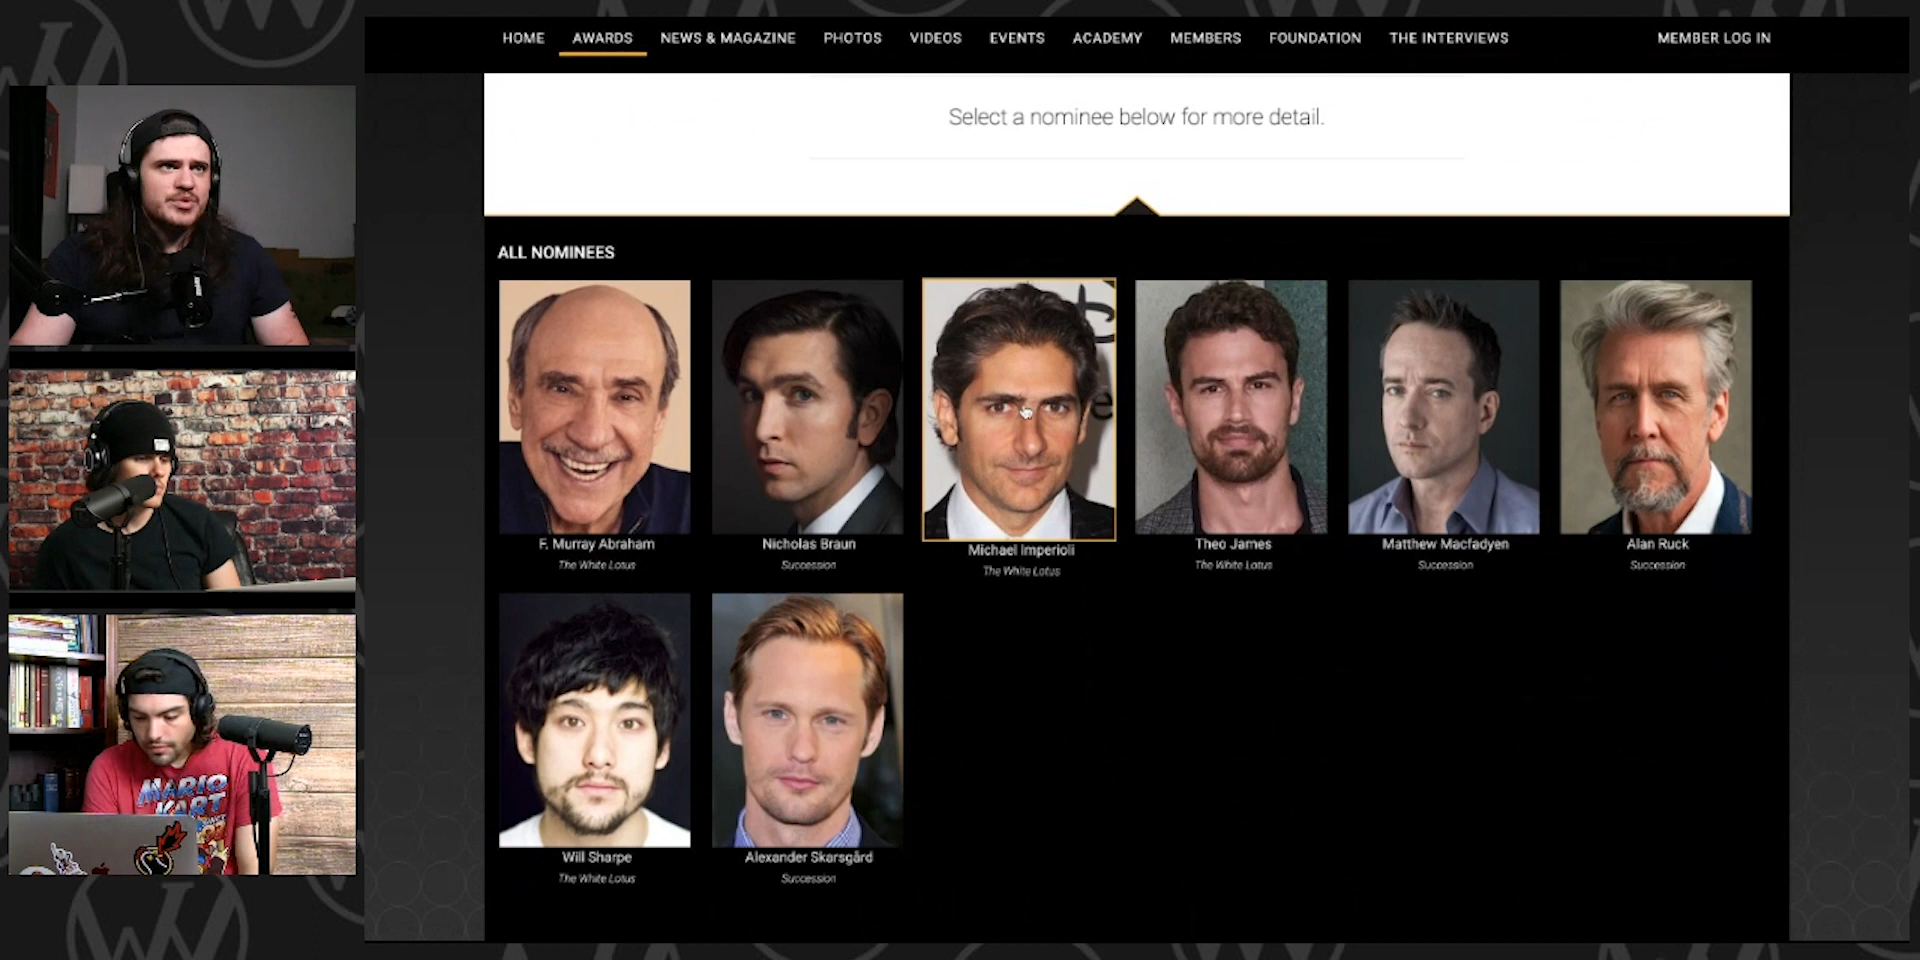 HOME AWARDS NEWS & MAGAZINE PHOTOS VIDEOS EVENTS ACADEMY MEMBERS FOUNDATION THE INTERVIEWS MEMBER LOG IN
Select a nominee below for more detail.
ALL NOMINEES
F. Murray Abraham
The White Lotus
Nicholas Braun
Succession
Michael Imperioli
The White Lotus
Theo James
The White Lotus
Matthew Macfadyen
Succession
Alan Ruck
Succession
Will Sharpe
The White Lotus
Alexander Skarsgård
Succession
MARIO
KART